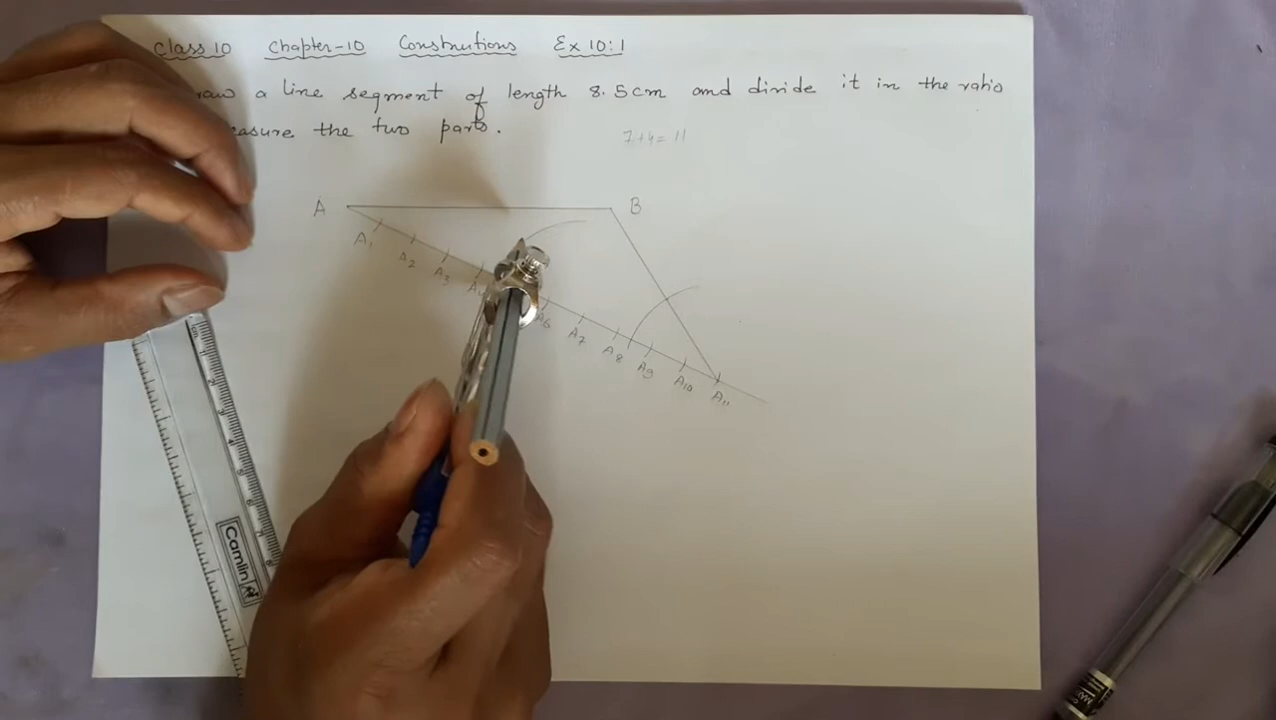 Class 10 Chapter-10 Constructions Ex 10:1
a line segment of length 8.5cm and divide it in the ratio
the two parts.
7+4=11
A B
A1
A2
A3
A6
A7
A8
A9
A10
A11
Camlin